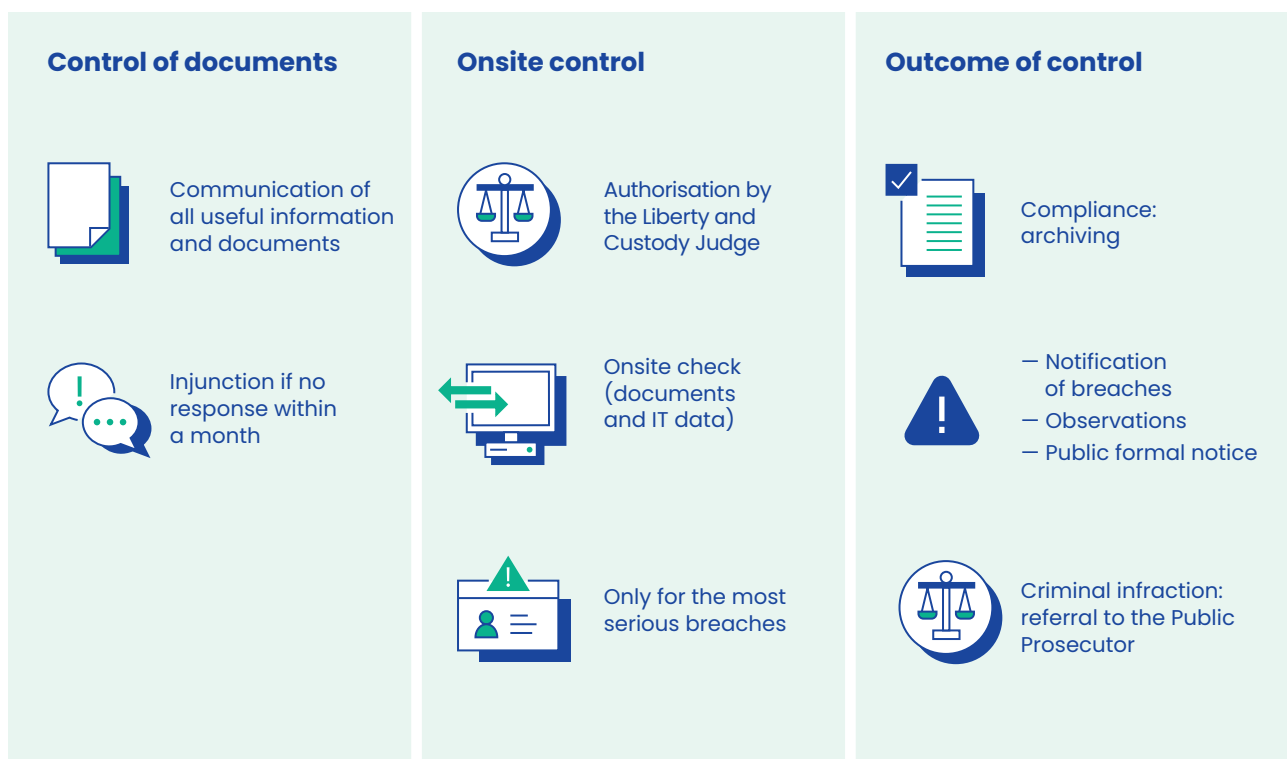 Control of documents
Communication of
all useful information
and documents
Injunction if no
response within
a month
Onsite control
Authorisation by
the Liberty and
Custody Judge
Onsite check
(documents
and IT data)
Only for the most
serious breaches
Outcome of control
Compliance:
archiving
— Notification
of breaches
— Observations
— Public formal notice
Criminal infraction:
referral to the Public
Prosecutor